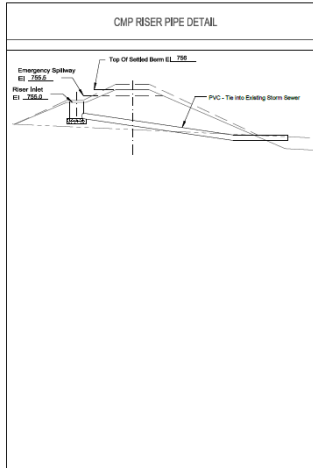 CMP RISER PIPE DETAIL
Top Of Settled Berm El 756
Emergency Spillway
El 755.5
Riser Inlet
El 755.0
PVC - Tie into Existing Storm Sewer